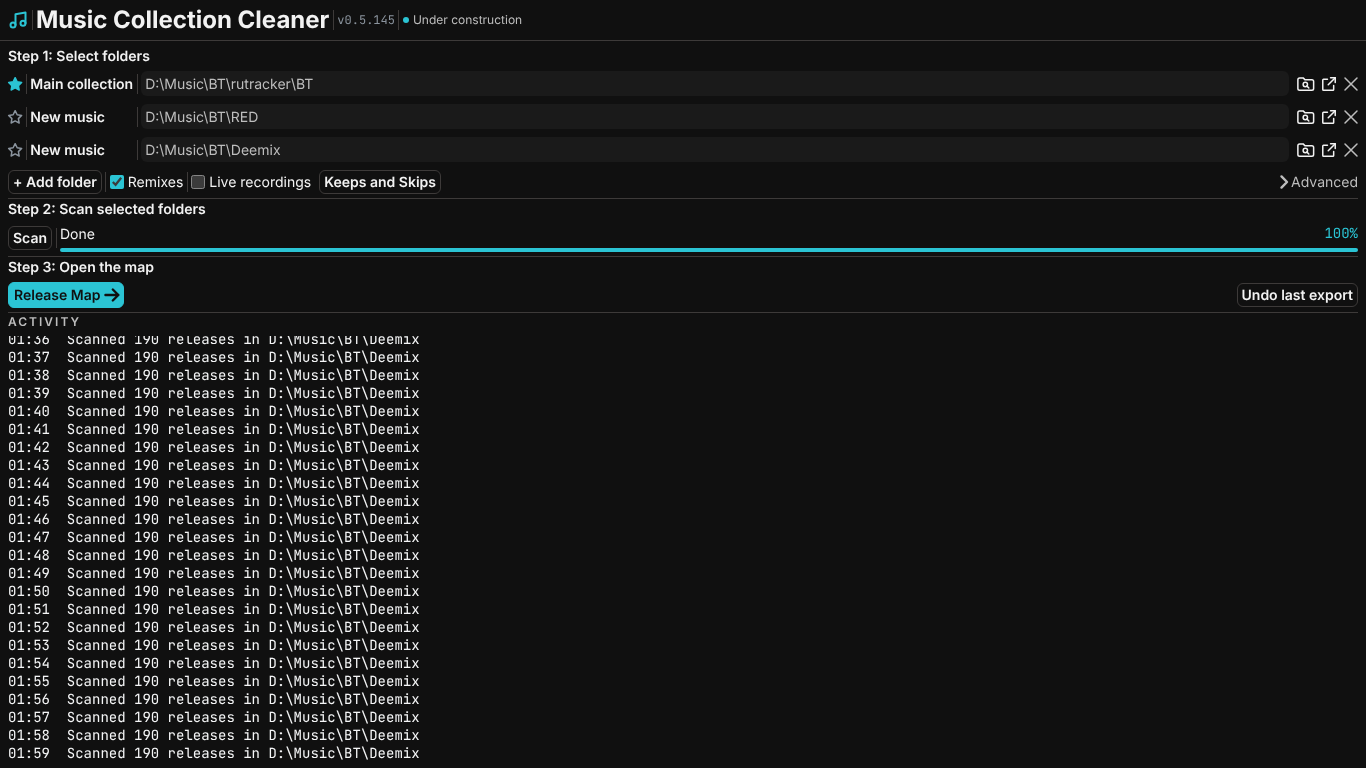 Music Collection Cleaner v0.5.145 Under construction
Step 1: Select folders
Main collection D:\Music\BT\rutracker\BT
New music D:\Music\BT\RED
New music D:\Music\BT\Deemix
+ Add folder Remixes Live recordings Keeps and Skips Advanced
Step 2: Scan selected folders
Scan Done 100%
Step 3: Open the map
Release Map Undo last export
ACTIVITY
01:36 Scanned 190 releases in D:\Music\BT\Deemix
01:37 Scanned 190 releases in D:\Music\BT\Deemix
01:38 Scanned 190 releases in D:\Music\BT\Deemix
01:39 Scanned 190 releases in D:\Music\BT\Deemix
01:40 Scanned 190 releases in D:\Music\BT\Deemix
01:41 Scanned 190 releases in D:\Music\BT\Deemix
01:42 Scanned 190 releases in D:\Music\BT\Deemix
01:43 Scanned 190 releases in D:\Music\BT\Deemix
01:44 Scanned 190 releases in D:\Music\BT\Deemix
01:45 Scanned 190 releases in D:\Music\BT\Deemix
01:46 Scanned 190 releases in D:\Music\BT\Deemix
01:47 Scanned 190 releases in D:\Music\BT\Deemix
01:48 Scanned 190 releases in D:\Music\BT\Deemix
01:49 Scanned 190 releases in D:\Music\BT\Deemix
01:50 Scanned 190 releases in D:\Music\BT\Deemix
01:51 Scanned 190 releases in D:\Music\BT\Deemix
01:52 Scanned 190 releases in D:\Music\BT\Deemix
01:53 Scanned 190 releases in D:\Music\BT\Deemix
01:54 Scanned 190 releases in D:\Music\BT\Deemix
01:55 Scanned 190 releases in D:\Music\BT\Deemix
01:56 Scanned 190 releases in D:\Music\BT\Deemix
01:57 Scanned 190 releases in D:\Music\BT\Deemix
01:58 Scanned 190 releases in D:\Music\BT\Deemix
01:59 Scanned 190 releases in D:\Music\BT\Deemix